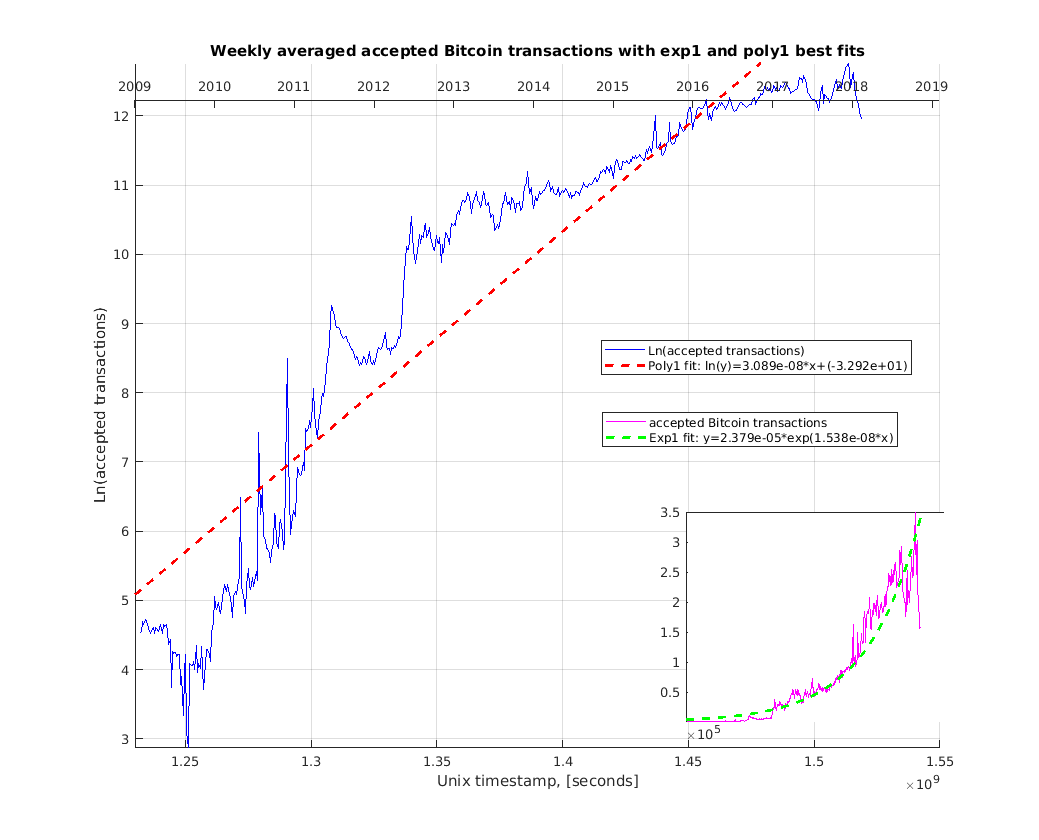 Weekly averaged accepted Bitcoin transactions with exp1 and poly1 best fits
2009 2010 2011 2012 2013 2014 2015 2016 2017 2018 2019
12
11
10
9
8
7
6
5
4
3
Ln(accepted transactions)
Ln(accepted transactions)
Poly1 fit: ln(y)=3.089e-08*x+(-3.292e+01)
accepted Bitcoin transactions
Exp1 fit: y=2.379e-05*exp(1.538e-08*x)
3.5
3
2.5
2
1.5
1
0.5
×10⁵
1.25 1.3 1.35 1.4 1.45 1.5 1.55
Unix timestamp, [seconds]
×10⁹